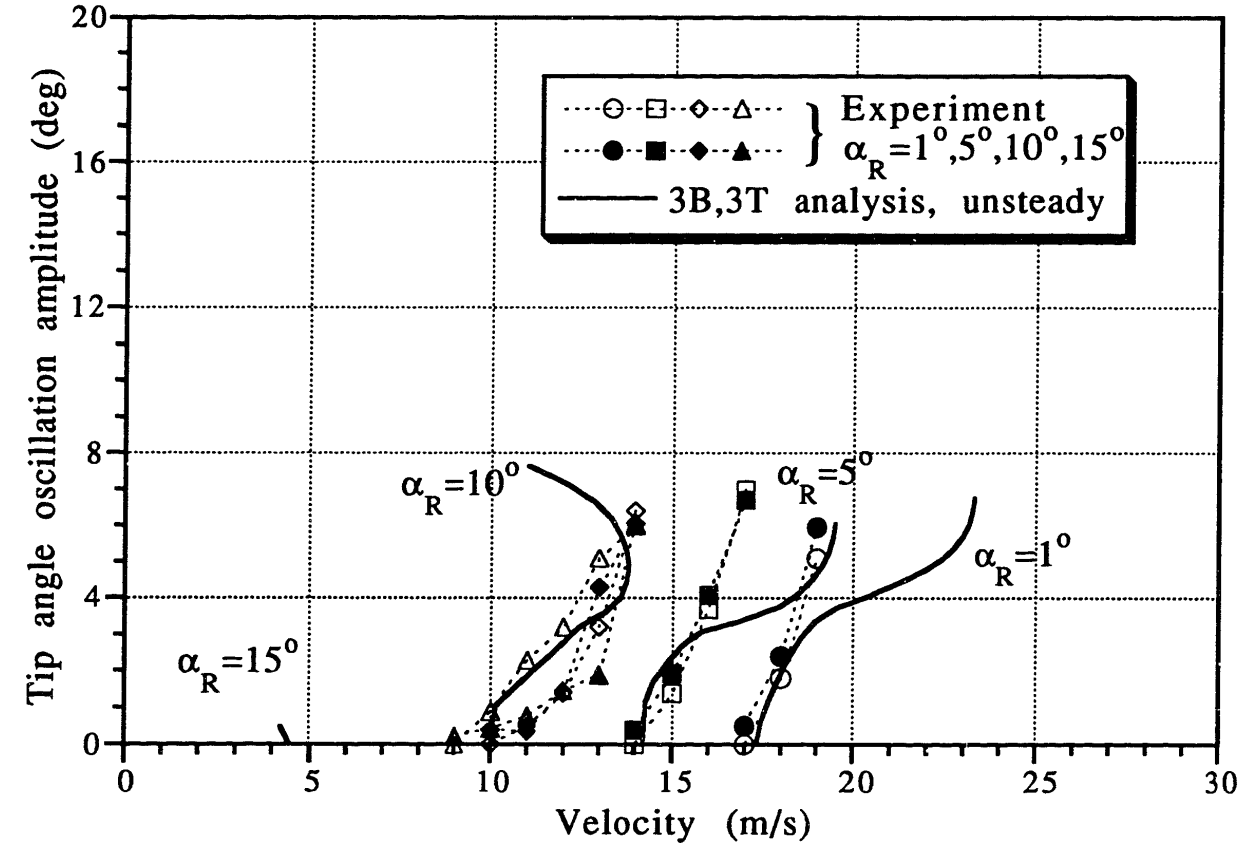 20
16
12
8
4
0
0 5 10 15 20 25 30
Tip angle oscillation amplitude (deg)
Velocity (m/s)
Experiment
α_R=1°,5°,10°,15°
3B,3T analysis, unsteady
α_R=10°
α_R=5°
α_R=1°
α_R=15°